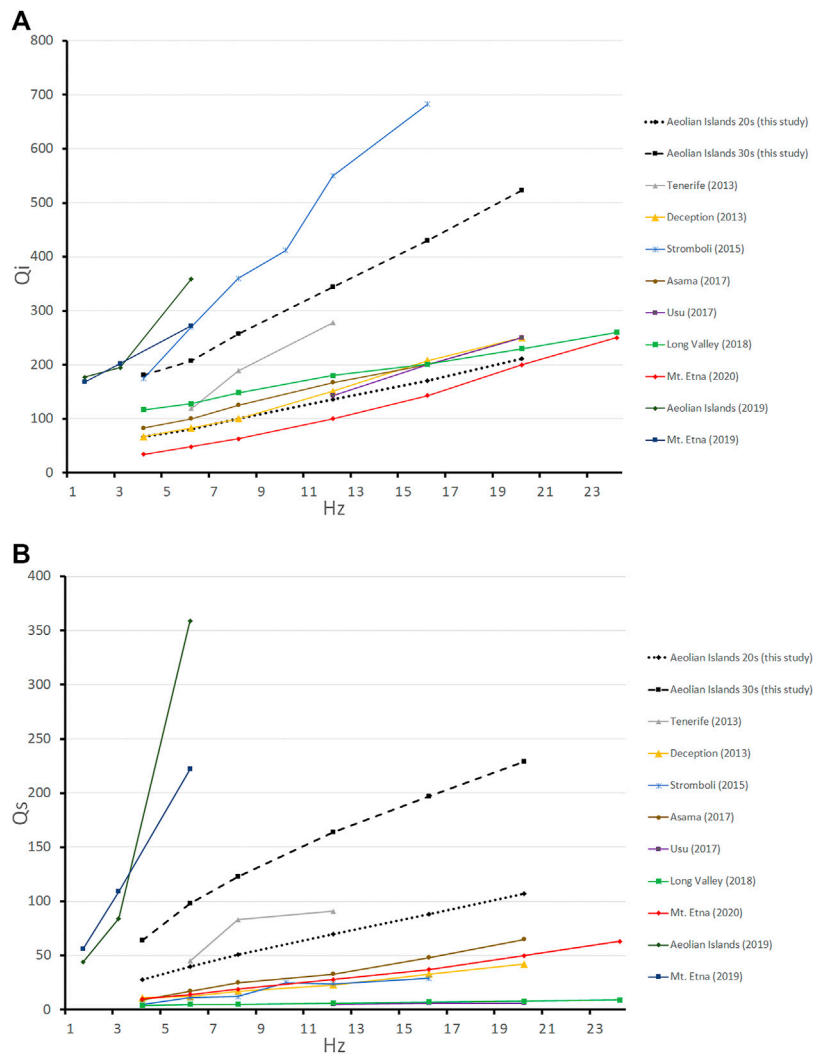 A
800
700
600
500
400
300
200
100
0
Qi
1 3 5 7 9 11 13 15 17 19 21 23
Hz
Aeolian Islands 20s (this study)
Aeolian Islands 30s (this study)
Tenerife (2013)
Deception (2013)
Stromboli (2015)
Asama (2017)
Usu (2017)
Long Valley (2018)
Mt. Etna (2020)
Aeolian Islands (2019)
Mt. Etna (2019)
B
400
350
300
250
200
150
100
50
0
Qs
1 3 5 7 9 11 13 15 17 19 21 23
Hz
Aeolian Islands 20s (this study)
Aeolian Islands 30s (this study)
Tenerife (2013)
Deception (2013)
Stromboli (2015)
Asama (2017)
Usu (2017)
Long Valley (2018)
Mt. Etna (2020)
Aeolian Islands (2019)
Mt. Etna (2019)